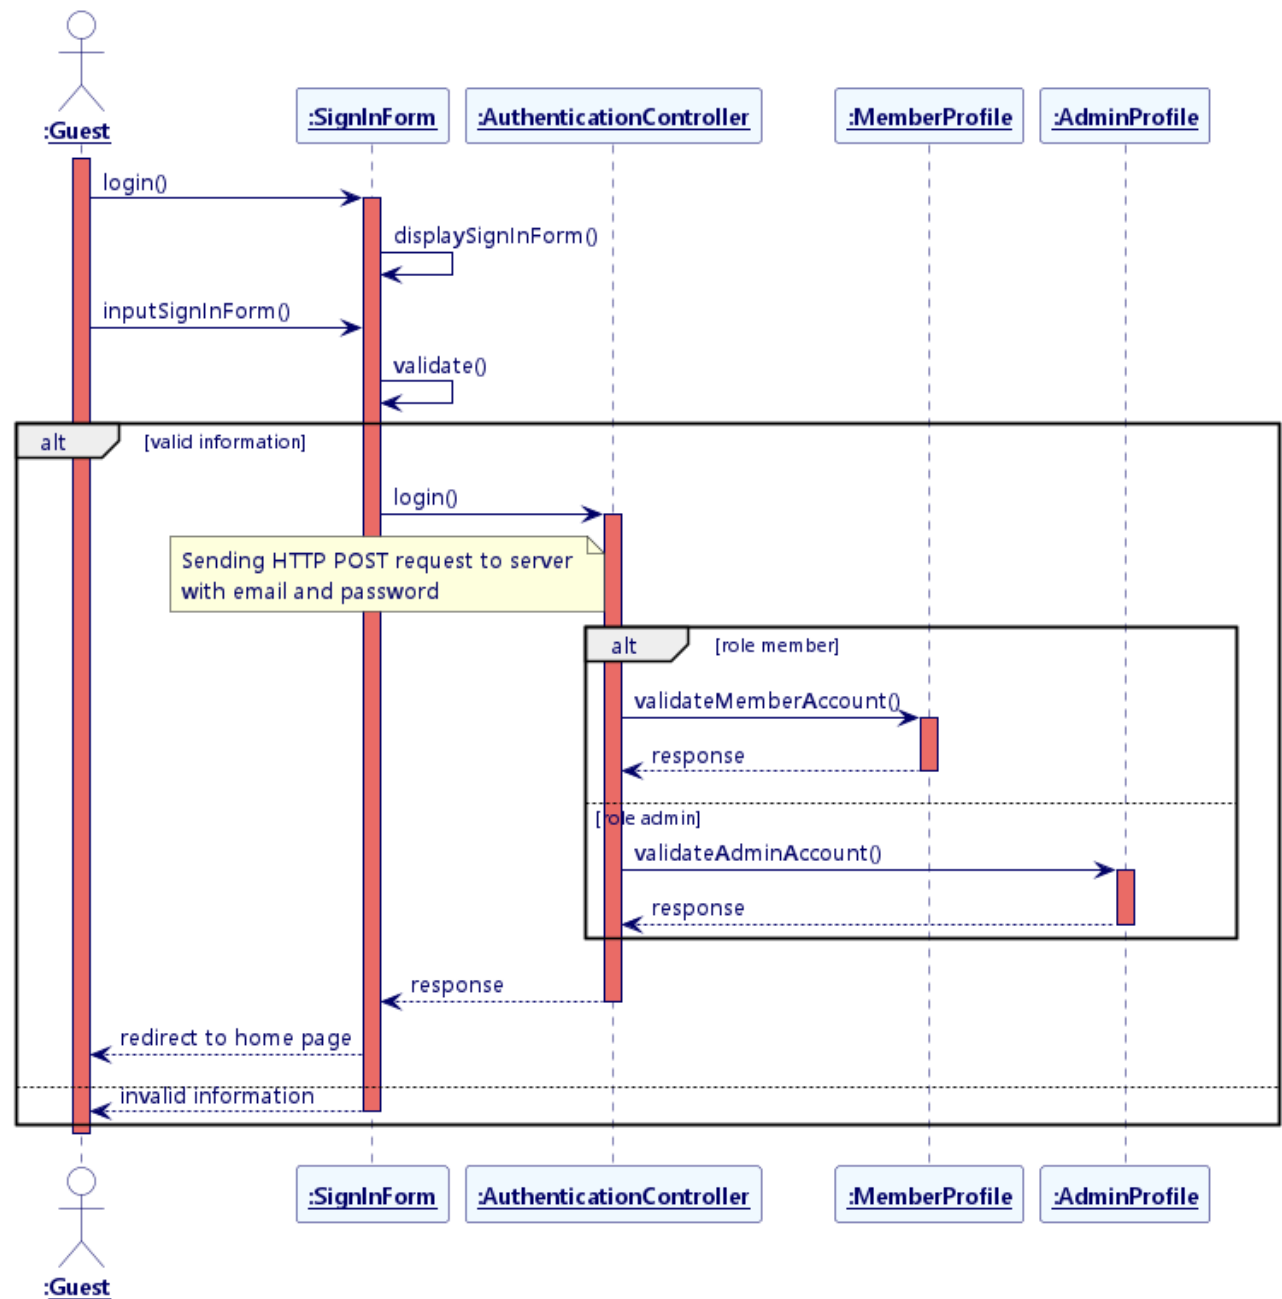 :Guest
:SignInForm
:AuthenticationController
:MemberProfile
:AdminProfile
login()
displaySignInForm()
inputSignInForm()
validate()
alt
[valid information]
login()
Sending HTTP POST request to server
with email and password
alt
[role member]
validateMemberAccount()
response
[role admin]
validateAdminAccount()
response
response
redirect to home page
invalid information
:SignInForm
:AuthenticationController
:MemberProfile
:AdminProfile
:Guest